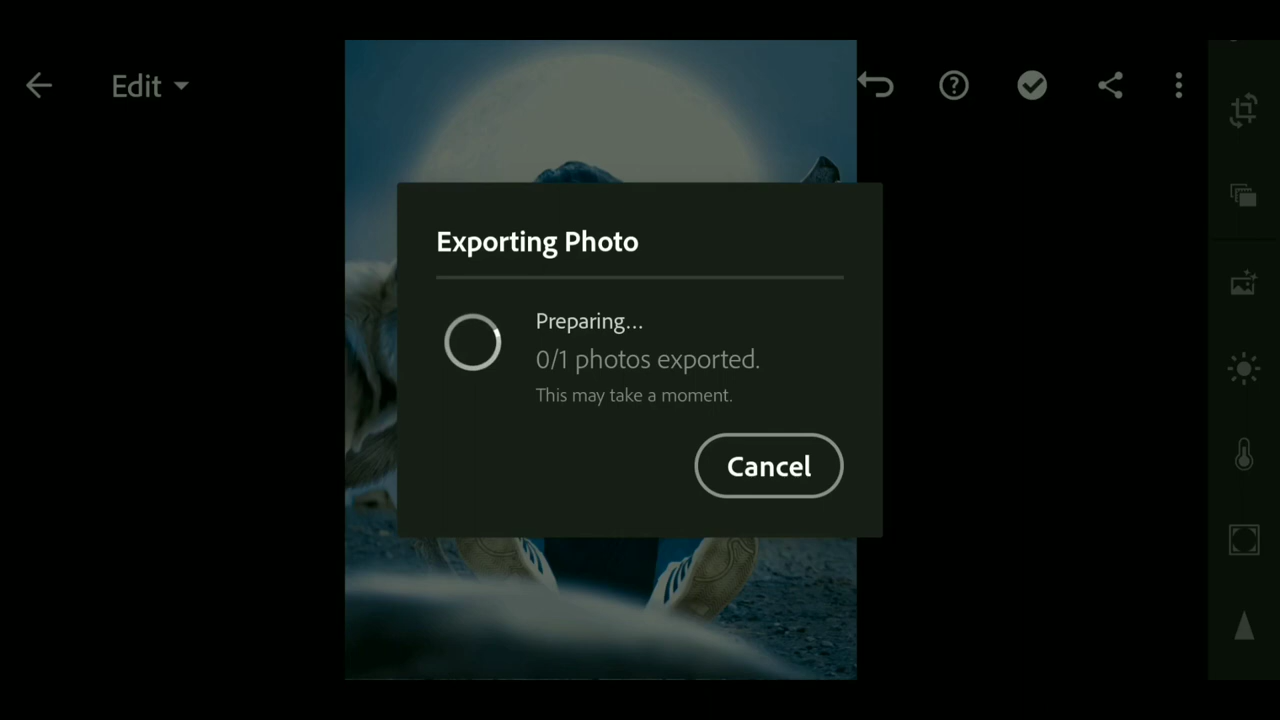 Edit
Exporting Photo
Preparing...
0/1 photos exported.
This may take a moment.
Cancel